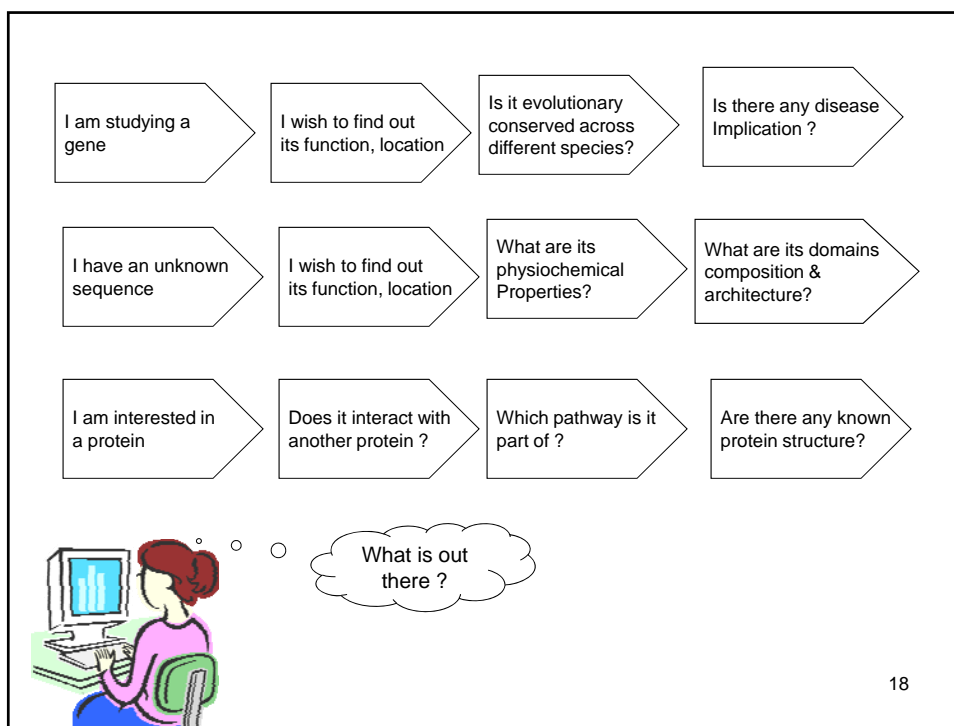 I am studying a
gene
I wish to find out
its function, location
Is it evolutionary
conserved across
different species?
Is there any disease
Implication ?
I have an unknown
sequence
I wish to find out
its function, location
What are its
physiochemical
Properties?
What are its domains
composition &
architecture?
I am interested in
a protein
Does it interact with
another protein ?
Which pathway is it
part of ?
Are there any known
protein structure?
What is out
there ?
18